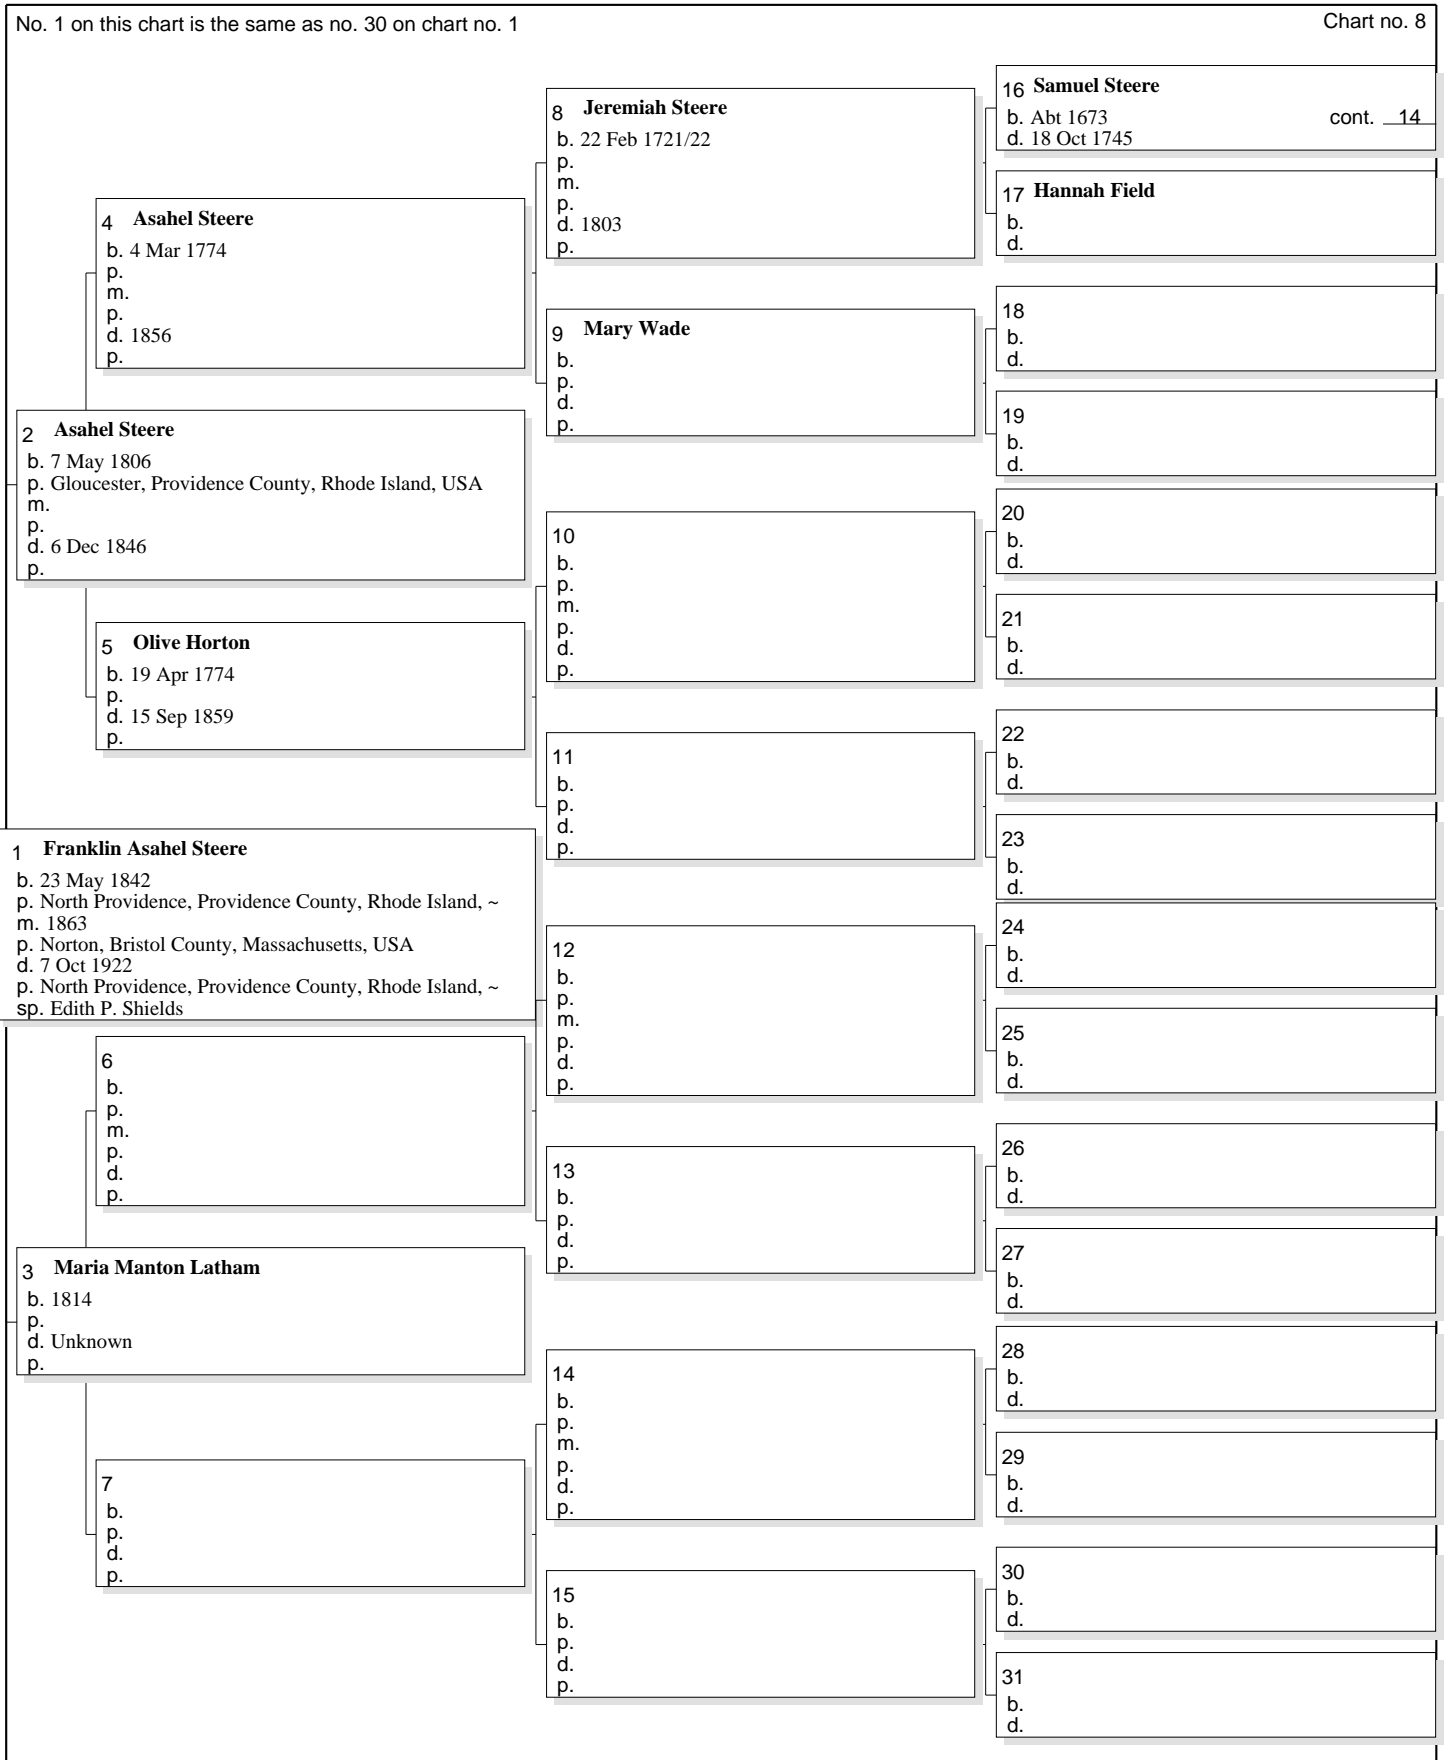 No. 1 on this chart is the same as no. 30 on chart no. 1
Chart no. 8
16 Samuel Steere
b. Abt 1673 cont. 14
d. 18 Oct 1745
8 Jeremiah Steere
b. 22 Feb 1721/22
p.
m.
p.
d. 1803
p.
17 Hannah Field
b.
d.
4 Asahel Steere
b. 4 Mar 1774
p.
m.
p.
d. 1856
p.
18
b.
d.
9 Mary Wade
b.
p.
d.
p.
19
b.
d.
2 Asahel Steere
b. 7 May 1806
p. Gloucester, Providence County, Rhode Island, USA
m.
p.
d. 6 Dec 1846
p.
20
b.
d.
10
b.
p.
m.
p.
d.
p.
21
b.
d.
5 Olive Horton
b. 19 Apr 1774
p.
d. 15 Sep 1859
p.
22
b.
d.
11
b.
p.
d.
p.
23
b.
d.
1 Franklin Asahel Steere
b. 23 May 1842
p. North Providence, Providence County, Rhode Island, ~
m. 1863
p. Norton, Bristol County, Massachusetts, USA
d. 7 Oct 1922
p. North Providence, Providence County, Rhode Island, ~
sp. Edith P. Shields
24
b.
d.
12
b.
p.
m.
p.
d.
p.
25
b.
d.
6
b.
p.
m.
p.
d.
p.
26
b.
d.
13
b.
p.
d.
p.
27
b.
d.
3 Maria Manton Latham
b. 1814
p.
d. Unknown
p.
28
b.
d.
14
b.
p.
m.
p.
d.
p.
29
b.
d.
7
b.
p.
d.
p.
30
b.
d.
15
b.
p.
d.
p.
31
b.
d.